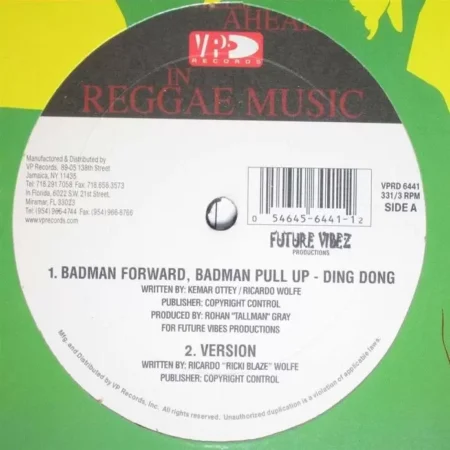 AHEAD
VP
RECORDS
IN
REGGAE MUSIC
Manufactured & Distributed by
VP Records, 89-05 138th Street
Jamaica, NY 11435
Tel: 718.291.7058 Fax: 718.658.3573
In Florida, 6022 S.W. 21st Street,
Miramar, FL 33023
Tel (954) 966-4744 Fax (954) 966-8766
www.vprecords.com
VPRD 6441
33 1/3 RPM
SIDE A
0 54645-6441-1 2
FUTURE VIBEZ
PRODUCTIONS
1. BADMAN FORWARD, BADMAN PULL UP - DING DONG
WRITTEN BY: KEMAR OTTEY / RICARDO WOLFE
PUBLISHER: COPYRIGHT CONTROL
PRODUCED BY: ROHAN "TALLMAN" GRAY
FOR FUTURE VIBES PRODUCTIONS
2. VERSION
WRITTEN BY: RICARDO "RICKI BLAZE" WOLFE
PUBLISHER: COPYRIGHT CONTROL
Mfg. and Distributed by VP Records, Inc. All rights reserved. Unauthorized duplication is a violation of applicable laws.